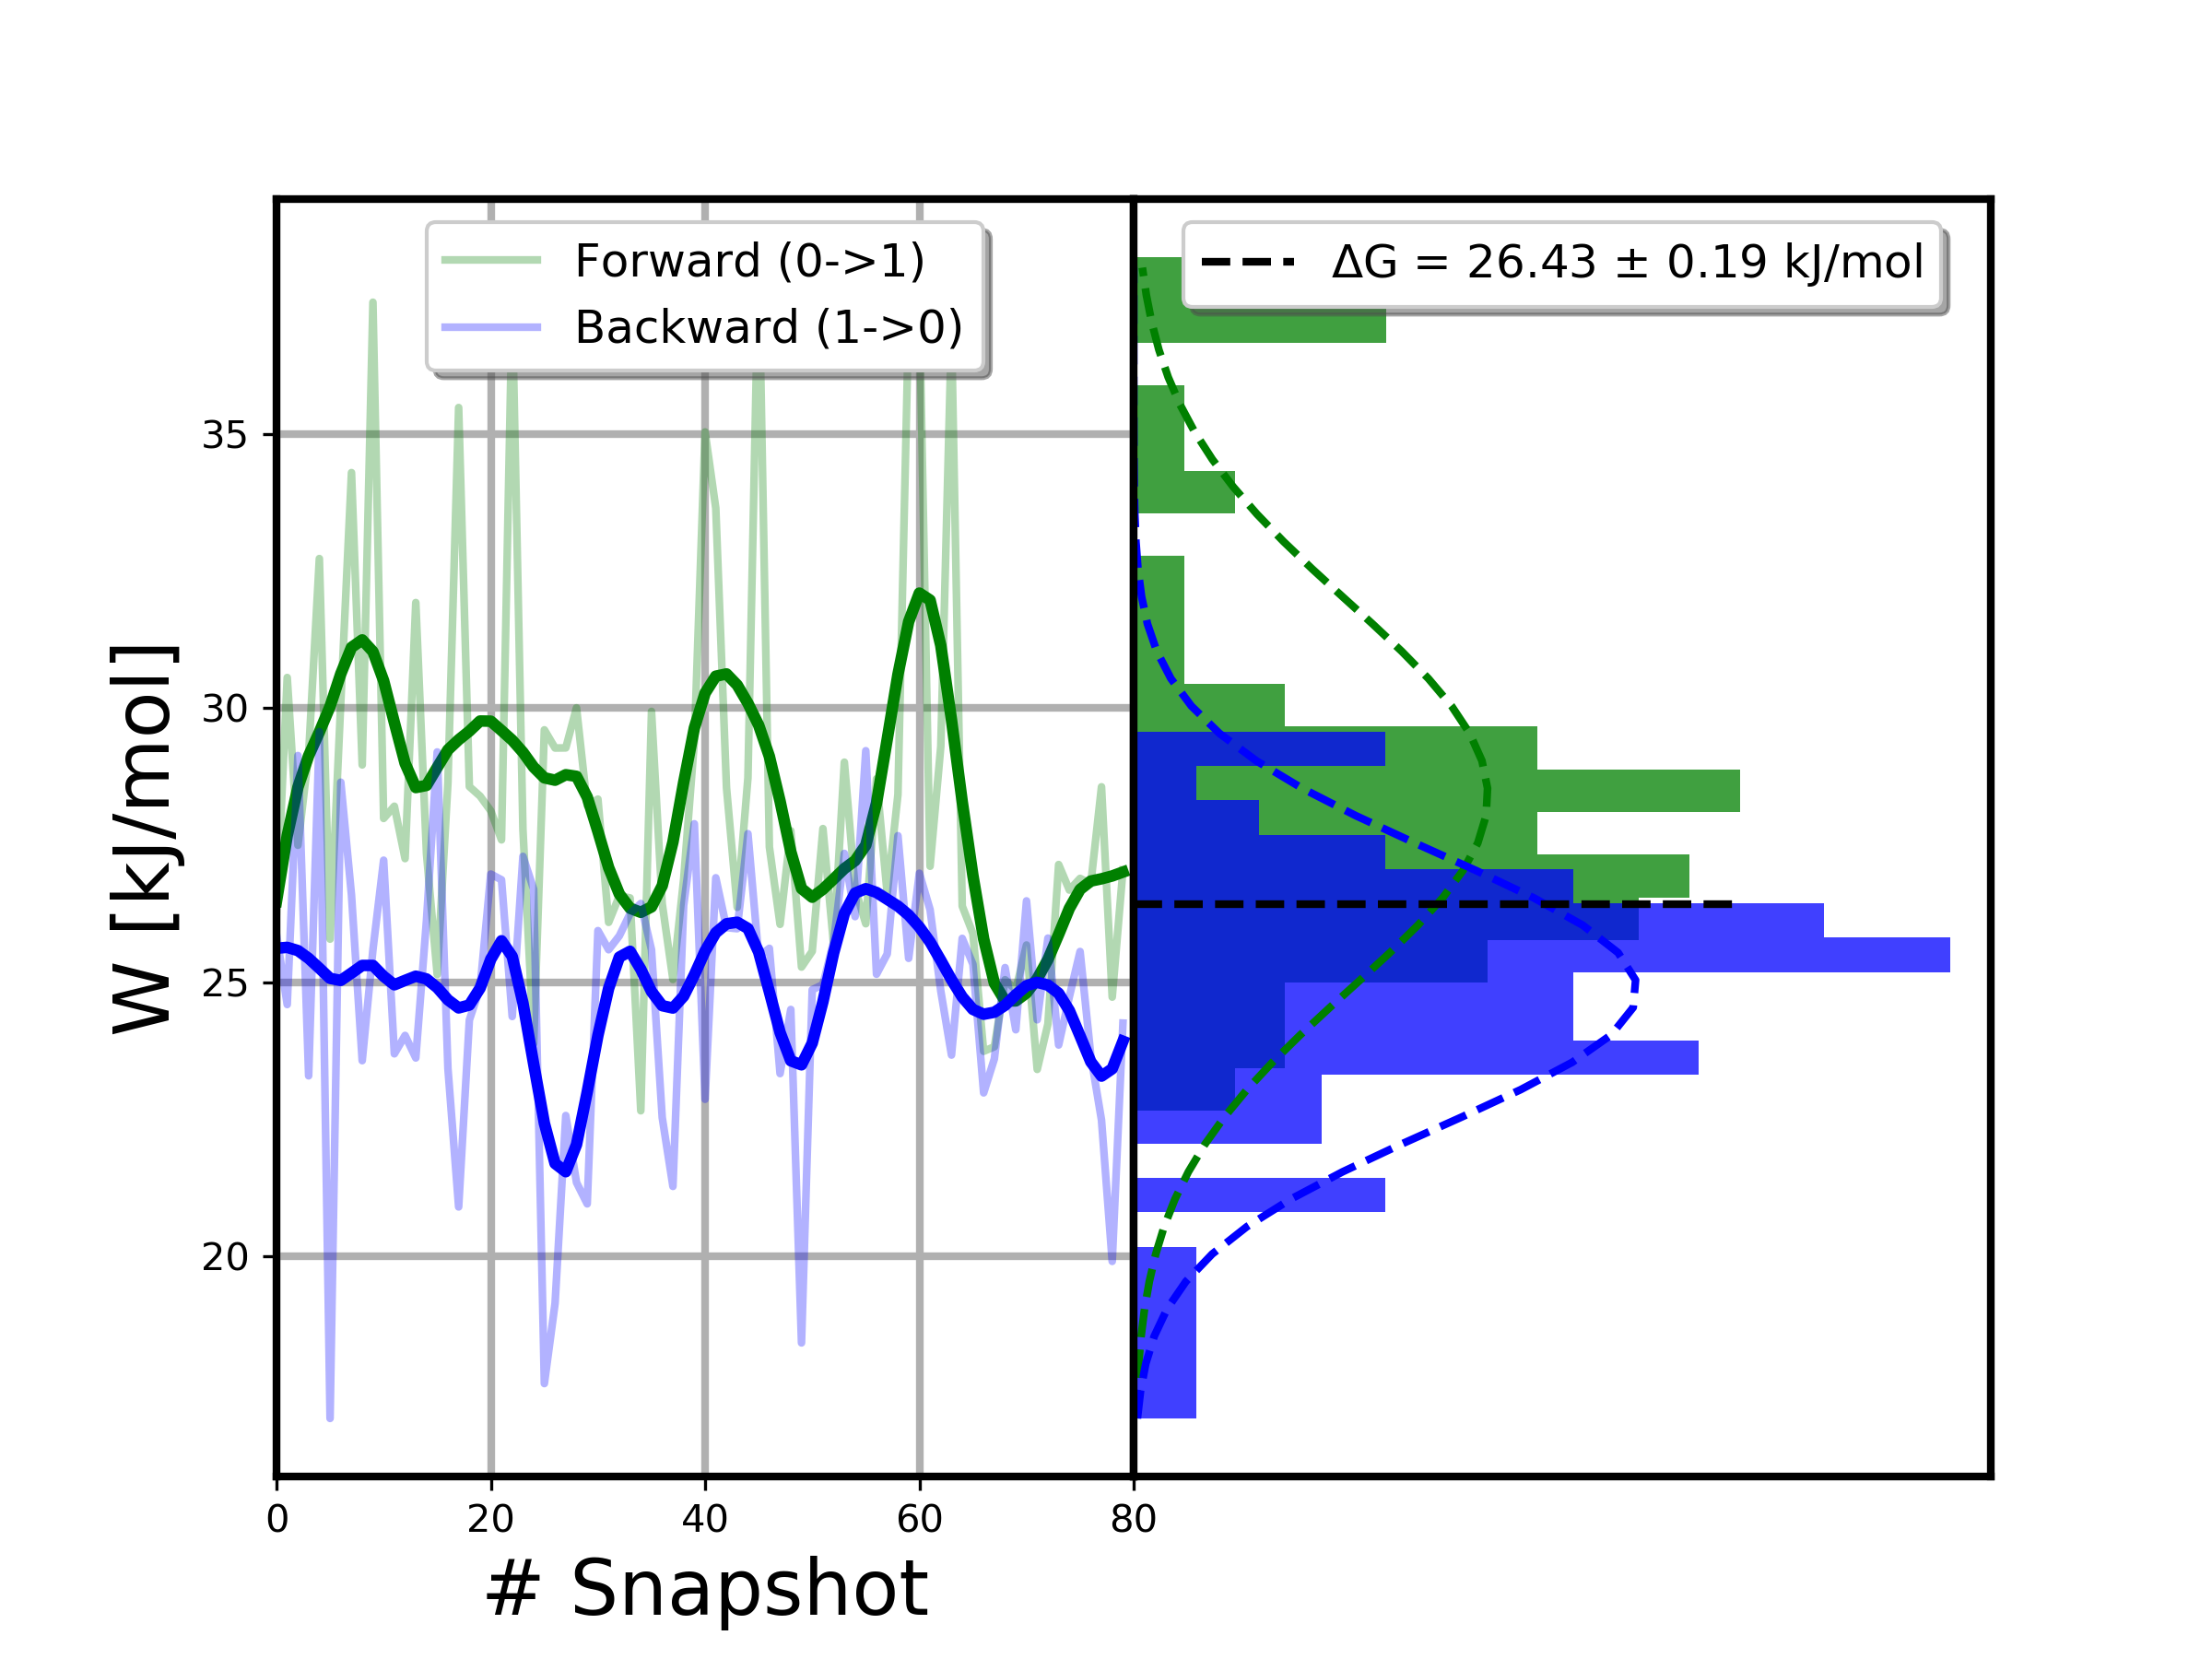 Forward (0->1)
Backward (1->0)
ΔG = 26.43 ± 0.19 kJ/mol
W [kJ/mol]
35
30
25
20
0 20 40 60 80
# Snapshot